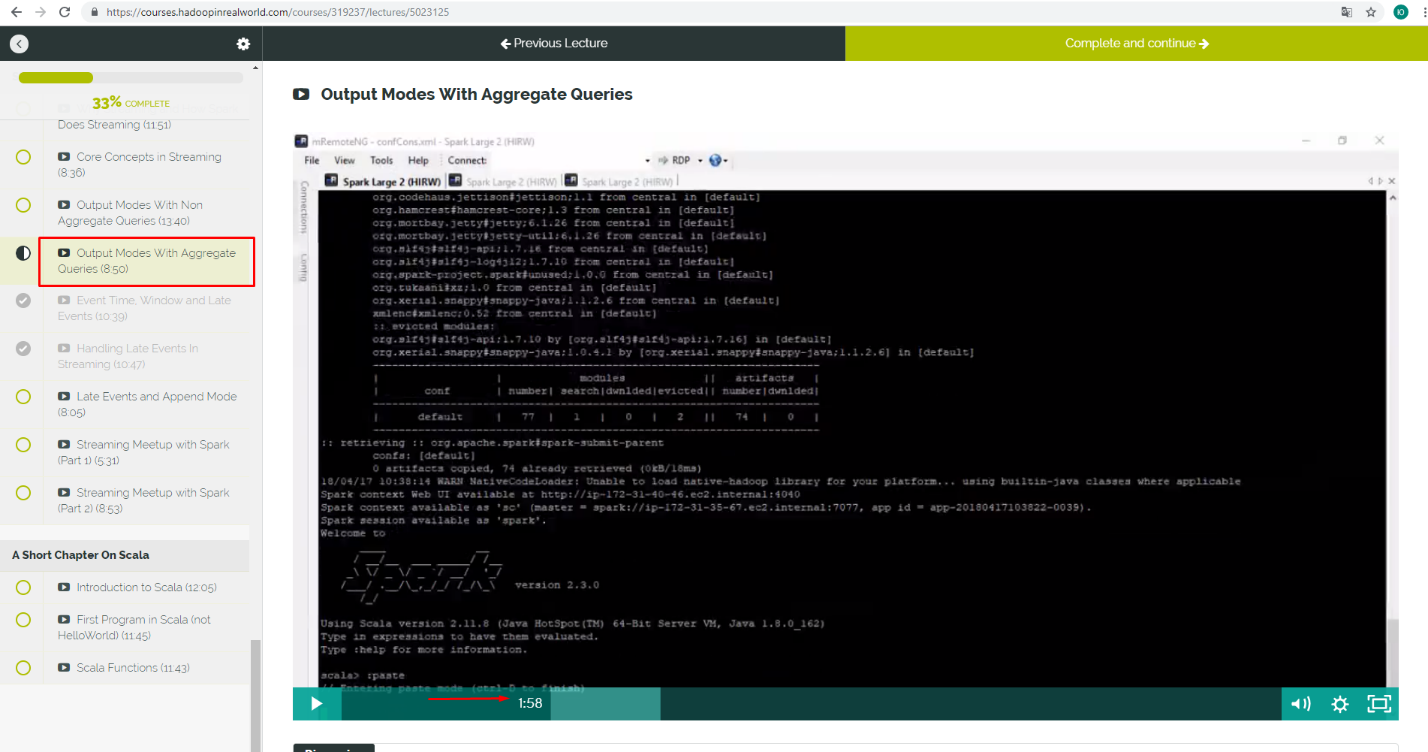 https://courses.hadoopinrealworld.com/courses/319237/lectures/5023125
Previous Lecture
Complete and continue
33% COMPLETE
Does Streaming (11:51)
Core Concepts in Streaming
(8:36)
Output Modes With Non
Aggregate Queries (13:40)
Output Modes With Aggregate
Queries (8:50)
Event Time, Window and Late
Events (10:39)
Handling Late Events In
Streaming (10:47)
Late Events and Append Mode
(8:05)
Streaming Meetup with Spark
(Part 1) (5:31)
Streaming Meetup with Spark
(Part 2) (8:53)
A Short Chapter On Scala
Introduction to Scala (12:05)
First Program in Scala (not
HelloWorld) (11:45)
Scala Functions (11:43)
Output Modes With Aggregate Queries
mRemoteNG - confCons.xml - Spark Large 2 (HIRW)
File View Tools Help Connect: RDP
Connections
Config
Spark Large 2 (HIRW) Spark Large 2 (HIRW) Spark Large 2 (HIRW)
org.codehaus.jettison#jettison;1.1 from central in [default]
org.hamcrest#hamcrest-core;1.3 from central in [default]
org.mortbay.jetty#jetty;6.1.26 from central in [default]
org.mortbay.jetty#jetty-util;6.1.26 from central in [default]
org.slf4j#slf4j-api;1.7.16 from central in [default]
org.slf4j#slf4j-log4j12;1.7.10 from central in [default]
org.spark-project.spark#unused;1.0.0 from central in [default]
org.tukaani#xz;1.0 from central in [default]
org.xerial.snappy#snappy-java;1.1.2.6 from central in [default]
xmlenc#xmlenc;0.52 from central in [default]
:: evicted modules:
org.slf4j#slf4j-api;1.7.10 by [org.slf4j#slf4j-api;1.7.16] in [default]
org.xerial.snappy#snappy-java;1.0.4.1 by [org.xerial.snappy#snappy-java;1.1.2.6] in [default]
| | modules || artifacts |
| conf | number| search|dwnlded|evicted|| number|dwnlded|
| default | 77 | 1 | 0 | 2 || 74 | 0 |
:: retrieving :: org.apache.spark#spark-submit-parent
confs: [default]
0 artifacts copied, 74 already retrieved (0kB/18ms)
18/04/17 10:38:14 WARN NativeCodeLoader: Unable to load native-hadoop library for your platform... using builtin-java classes where applicable
Spark context Web UI available at http://ip-172-31-40-46.ec2.internal:4040
Spark context available as 'sc' (master = spark://ip-172-31-35-67.ec2.internal:7077, app id = app-20180417103822-0039).
Spark session available as 'spark'.
Welcome to
version 2.3.0
Using Scala version 2.11.8 (Java HotSpot(TM) 64-Bit Server VM, Java 1.8.0_162)
Type in expressions to have them evaluated.
Type :help for more information.
scala> :paste
// Entering paste mode (ctrl-D to finish)
1:58